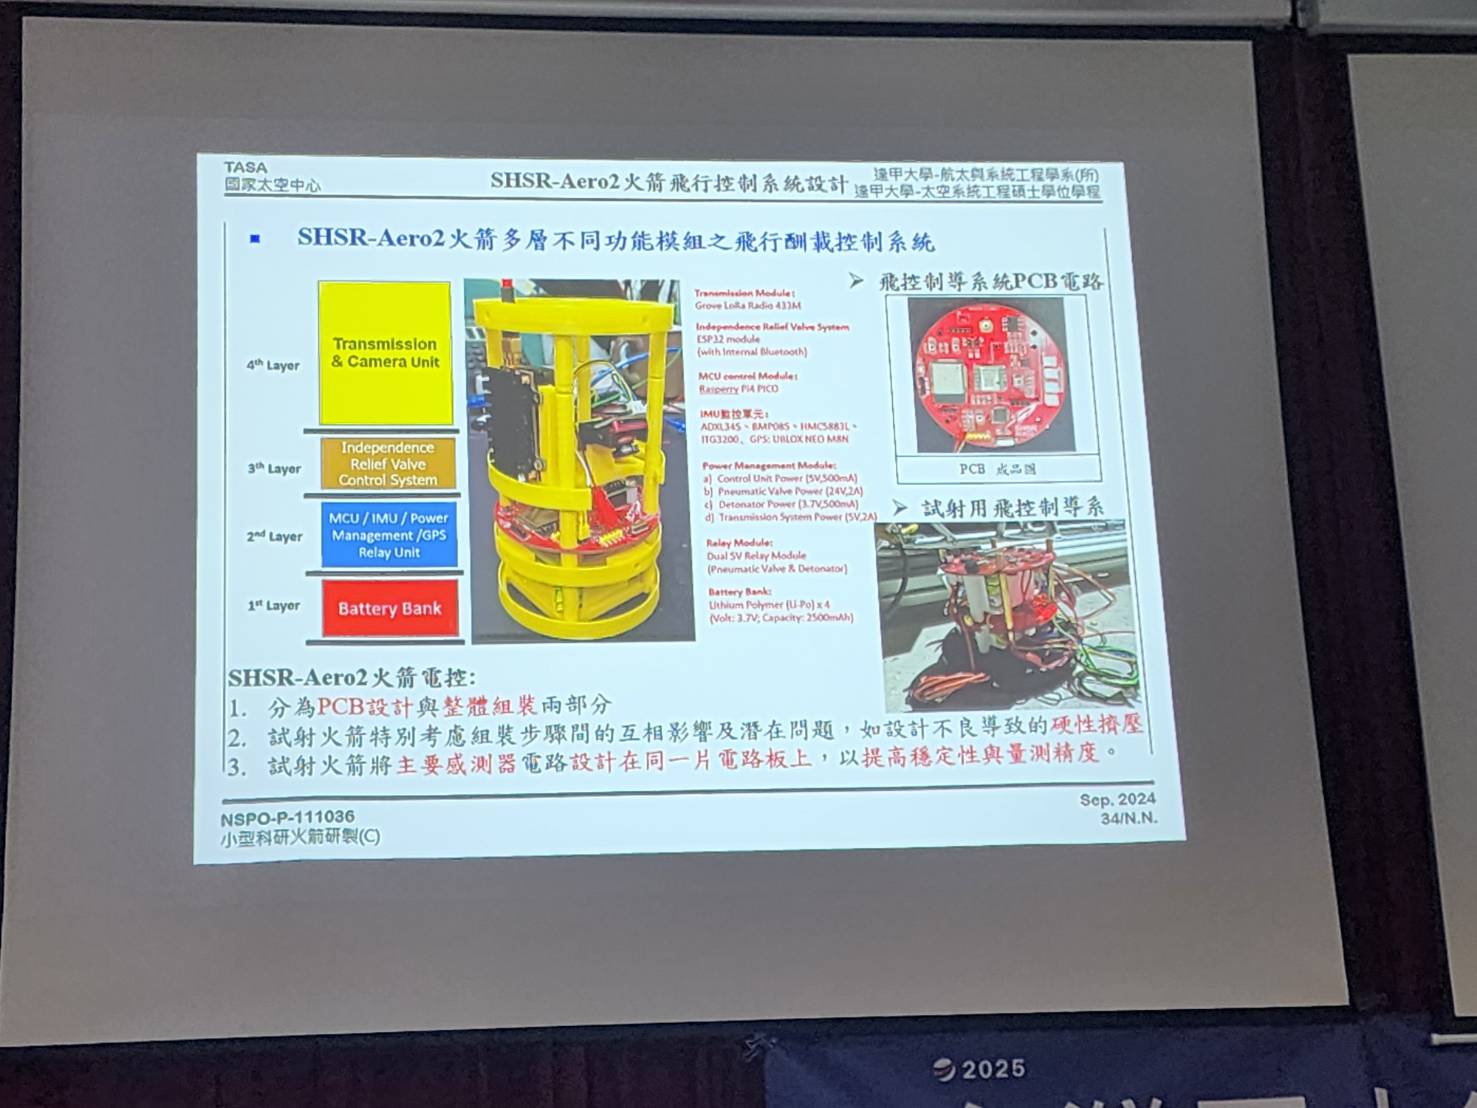 TASA
國家太空中心
SHSR-Aero2火箭飛行控制系統設計
逢甲大學-航太與系統工程學系(所)
逢甲大學-太空系統工程碩士學位學程
SHSR-Aero2火箭多層不同功能模組之飛行酬載控制系統
4th Layer
Transmission
& Camera Unit
3th Layer
Independence
Relief Valve
Control System
2nd Layer
MCU / IMU / Power
Management /GPS
Relay Unit
1st Layer
Battery Bank
Transmission Module:
Grove LoRa Radio 433M
Independence Relief Valve System
ESP32 module
(with Internal Bluetooth)
MCU control Module:
Rasperry Pi4 PICO
IMU監控單元:
ADXL345、BMP085、HMC5883L、
ITG3200、GPS: UBLOX NEO M8N
Power Management Module:
a) Control Unit Power (5V,500mA)
b) Pneumatic Valve Power (24V,2A)
c) Detonator Power (3.7V,500mA)
d) Transmission System Power (5V,2A)
Relay Module:
Dual 5V Relay Module
(Pneumatic Valve & Detonator)
Battery Bank:
Lithium Polymer (Li-Po) x 4
(Volt: 3.7V; Capacity: 2500mAh)
➢ 飛控制導系統PCB電路
PCB 成品圖
➢ 試射用飛控制導系
SHSR-Aero2火箭電控:
1. 分為PCB設計與整體組裝兩部分
2. 試射火箭特別考慮組裝步驟間的互相影響及潛在問題，如設計不良導致的硬性擠壓
3. 試射火箭將主要感測器電路設計在同一片電路板上，以提高穩定性與量測精度。
NSPO-P-111036
小型科研火箭研製(C)
Sep. 2024
34/N.N.
2025